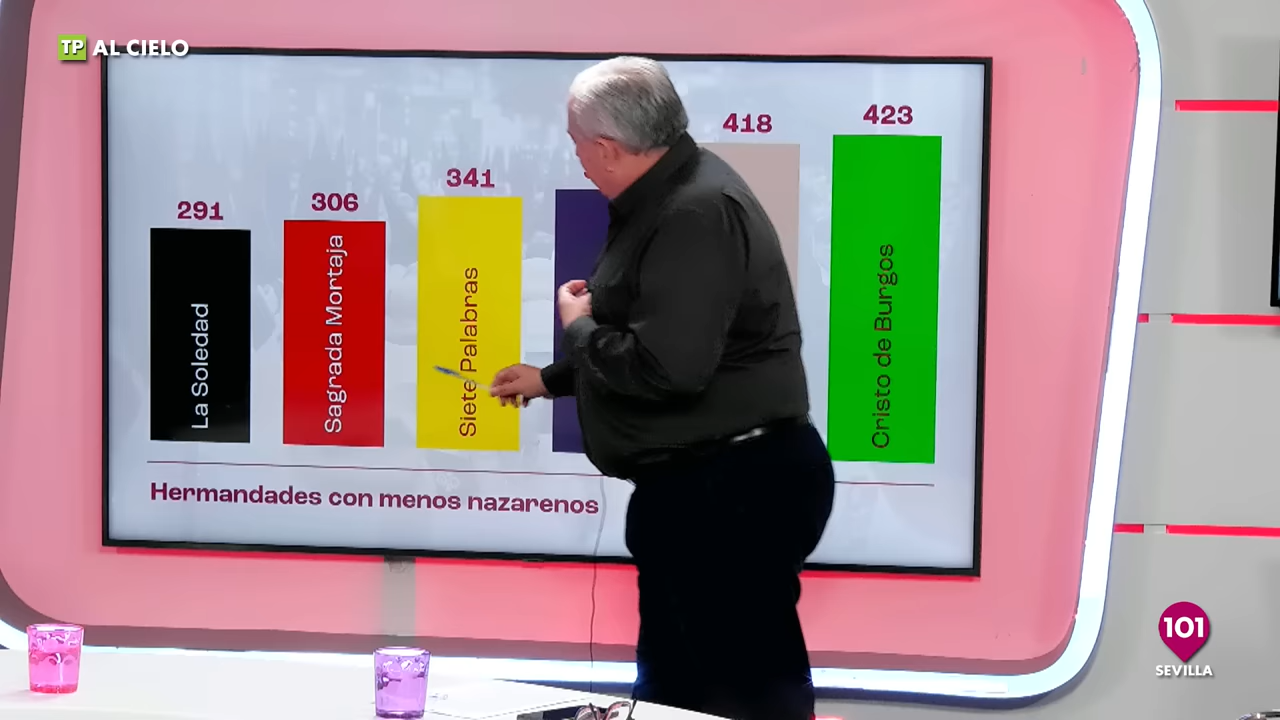 TP AL CIELO
291
306
341
418
423
La Soledad
Sagrada Mortaja
Siete Palabras
Cristo de Burgos
Hermandades con menos nazarenos
101
SEVILLA